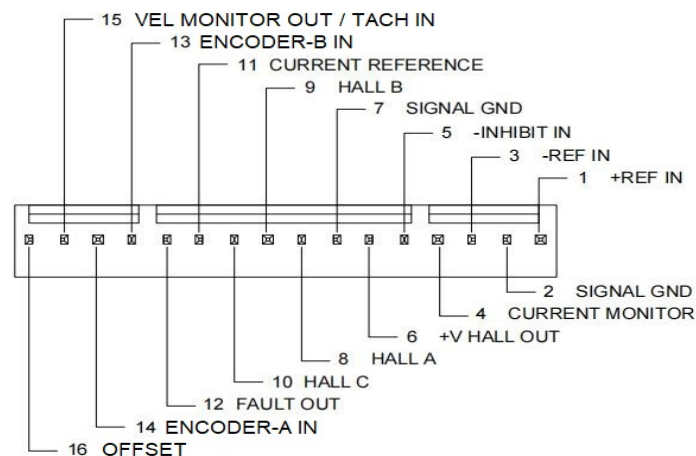 15 VEL MONITOR OUT / TACH IN
13 ENCODER-B IN
11 CURRENT REFERENCE
9 HALL B
7 SIGNAL GND
5 -INHIBIT IN
3 -REF IN
1 +REF IN
2 SIGNAL GND
4 CURRENT MONITOR
6 +V HALL OUT
8 HALL A
10 HALL C
12 FAULT OUT
14 ENCODER-A IN
16 OFFSET